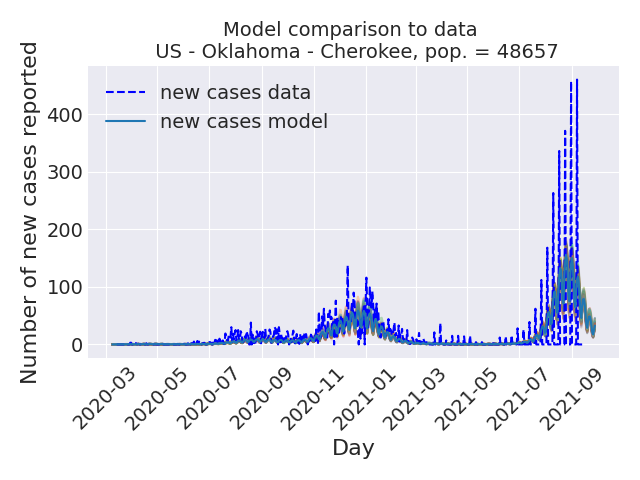 Model comparison to data
US - Oklahoma - Cherokee, pop. = 48657
Number of new cases reported
400
300
200
100
0
new cases data
new cases model
2020-03
2020-05
2020-07
2020-09
2020-11
2021-01
2021-03
2021-05
2021-07
2021-09
Day